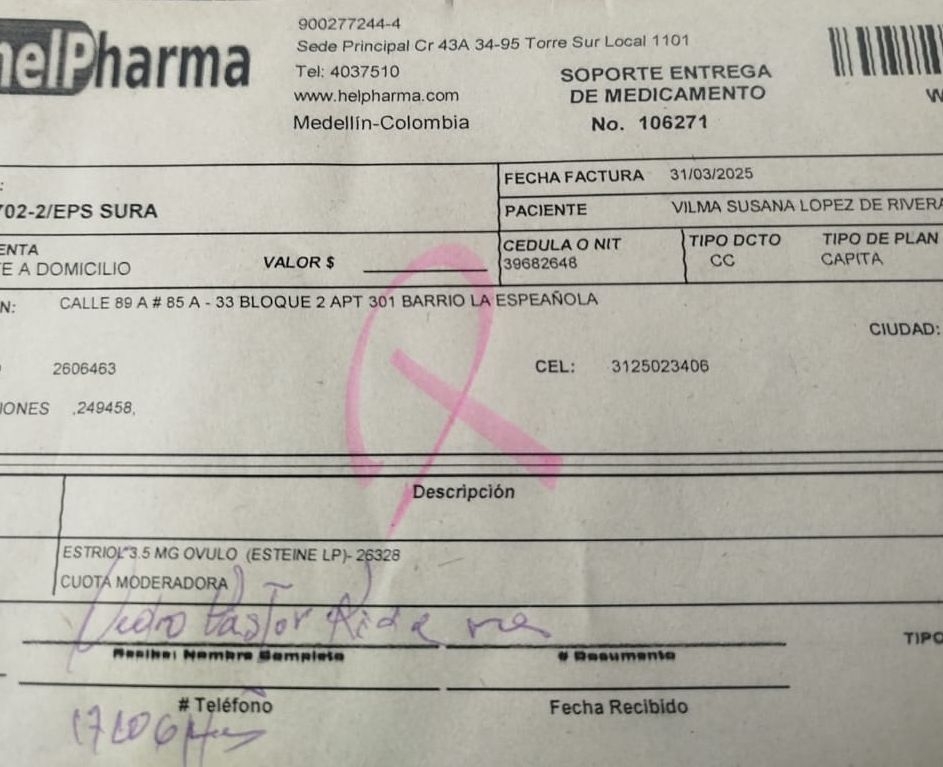 helPharma
900277244-4
Sede Principal Cr 43A 34-95 Torre Sur Local 1101
Tel: 4037510
www.helpharma.com
Medellín-Colombia
SOPORTE ENTREGA
DE MEDICAMENTO
No. 106271
W
:
702-2/EPS SURA
FECHA FACTURA 31/03/2025
PACIENTE VILMA SUSANA LOPEZ DE RIVERA
ENTA
E A DOMICILIO
VALOR $
CEDULA O NIT
39682648
TIPO DCTO
CC
TIPO DE PLAN
CAPITA
N: CALLE 89 A # 85 A - 33 BLOQUE 2 APT 301 BARRIO LA ESPEAÑOLA
CIUDAD:
2606463
CEL: 3125023406
IONES ,249458,
Descripción
ESTRIOL 3.5 MG OVULO (ESTEINE LP)- 26328
CUOTA MODERADORA
Pedro Pastor
TIPO
# Teléfono
Fecha Recibido